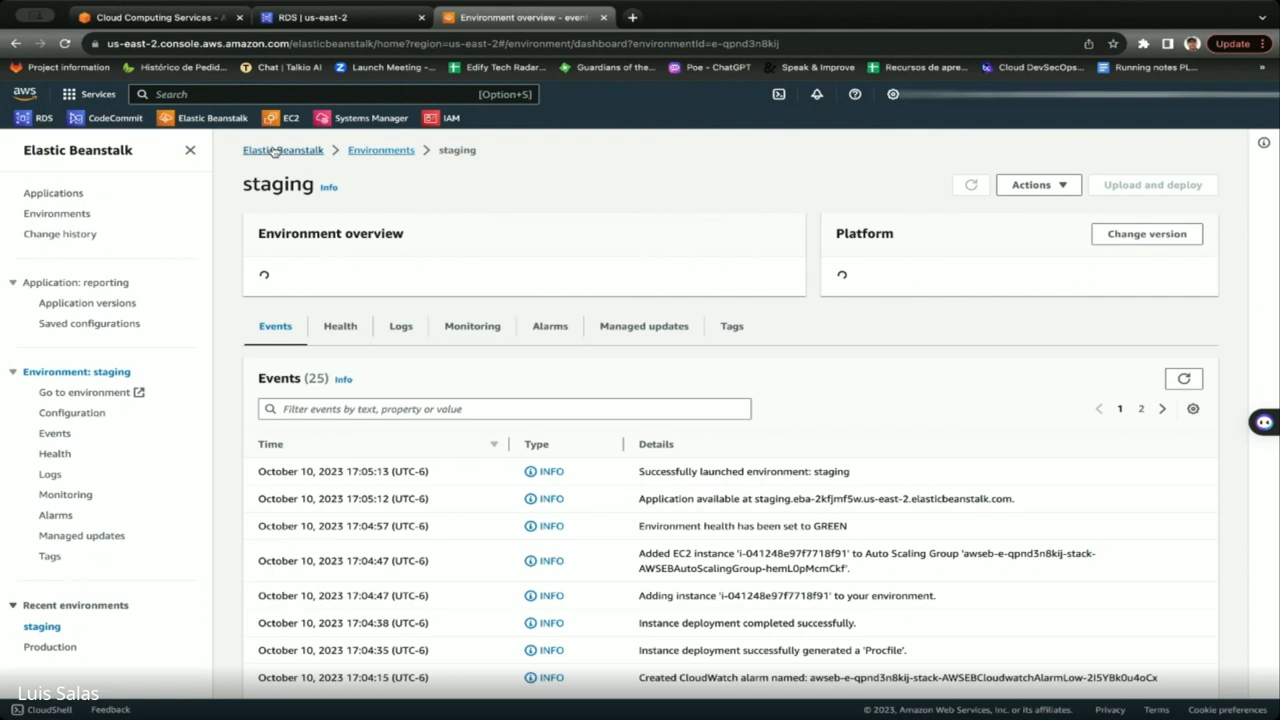 Cloud Computing Services - A
RDS | us-east-2
Environment overview - even
us-east-2.console.aws.amazon.com/elasticbeanstalk/home?region=us-east-2#/environment/dashboard?environmentId=e-qpnd3n8kij
Update
Project information
Histórico de Pedid...
Chat | Talkio AI
Launch Meeting -...
Edify Tech Radar...
Guardians of the...
Poe - ChatGPT
Speak & Improve
Recursos de apre...
Cloud DevSecOps...
Running notes PL...
»
aws
Services
Search
[Option+S]
RDS
CodeCommit
Elastic Beanstalk
EC2
Systems Manager
IAM
Elastic Beanstalk
Applications
Environments
Change history
Application: reporting
Application versions
Saved configurations
Environment: staging
Go to environment
Configuration
Events
Health
Logs
Monitoring
Alarms
Managed updates
Tags
Recent environments
staging
Production
Elastic Beanstalk > Environments > staging
staging Info
Actions
Upload and deploy
Environment overview
Platform
Change version
Events
Health
Logs
Monitoring
Alarms
Managed updates
Tags
Events (25) Info
Filter events by text, property or value
< 1 2 >
Time Type Details
October 10, 2023 17:05:13 (UTC-6) INFO Successfully launched environment: staging
October 10, 2023 17:05:12 (UTC-6) INFO Application available at staging.eba-2kfjmf5w.us-east-2.elasticbeanstalk.com.
October 10, 2023 17:04:57 (UTC-6) INFO Environment health has been set to GREEN
October 10, 2023 17:04:47 (UTC-6) INFO Added EC2 instance 'i-041248e97f7718f91' to Auto Scaling Group 'awseb-e-qpnd3n8kij-stack-
AWSEBAutoScalingGroup-hemL0pMcmCkf'.
October 10, 2023 17:04:47 (UTC-6) INFO Adding instance 'i-041248e97f7718f91' to your environment.
October 10, 2023 17:04:38 (UTC-6) INFO Instance deployment completed successfully.
October 10, 2023 17:04:35 (UTC-6) INFO Instance deployment successfully generated a 'Procfile'.
October 10, 2023 17:04:15 (UTC-6) INFO Created CloudWatch alarm named: awseb-e-qpnd3n8kij-stack-AWSEBCloudwatchAlarmLow-2I5YBk0u4oCx
Luis Salas
CloudShell
Feedback
© 2023, Amazon Web Services, Inc. or its affiliates.
Privacy
Terms
Cookie preferences